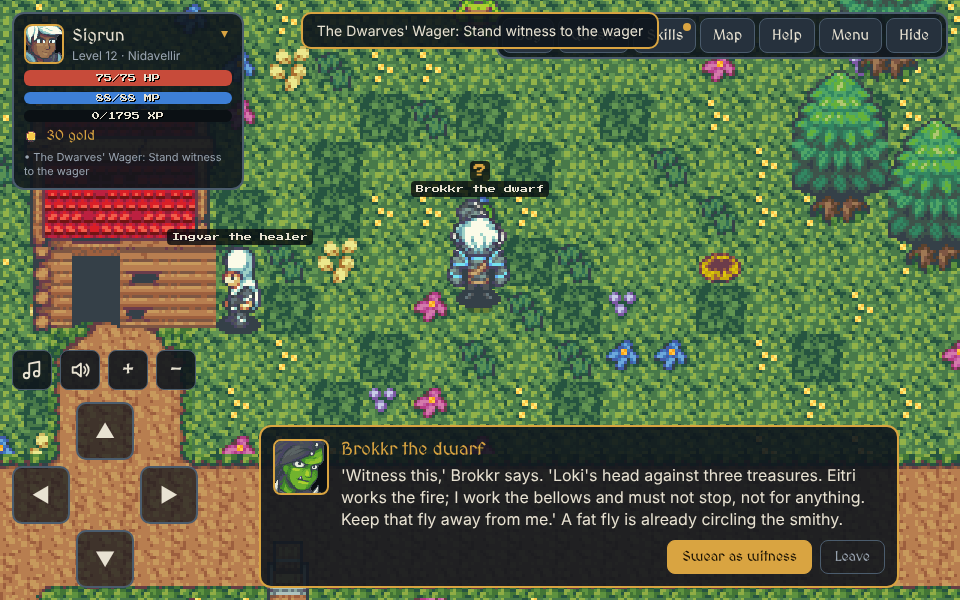 Sigrun
Level 12 · Nidavellir
75/75 HP
88/88 MP
0/1795 XP
30 gold
• The Dwarves' Wager: Stand witness
to the wager
The Dwarves' Wager: Stand witness to the wager
Map
Help
Menu
Hide
?
Brokkr the dwarf
Ingvar the healer
Brokkr the dwarf
'Witness this,' Brokkr says. 'Loki's head against three treasures. Eitri
works the fire; I work the bellows and must not stop, not for anything.
Keep that fly away from me.' A fat fly is already circling the smithy.
Swear as witness
Leave